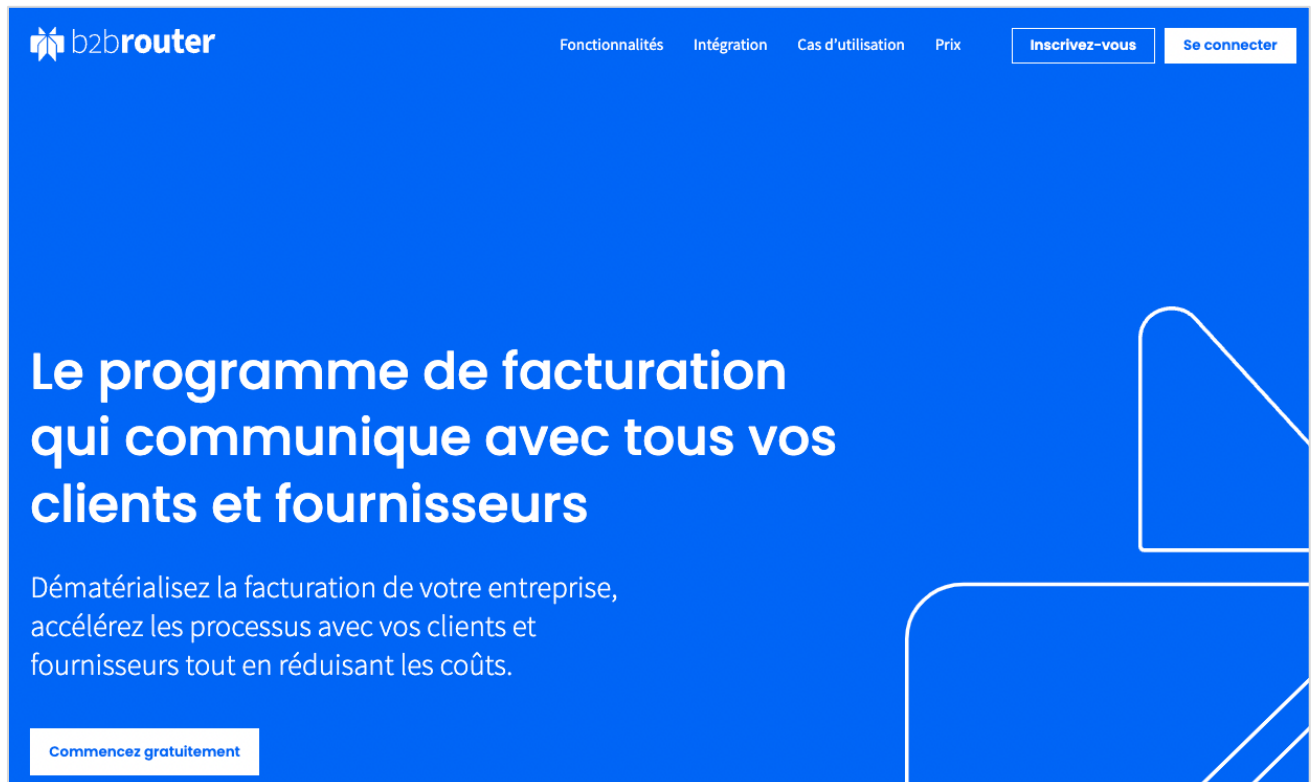 b2brouter
Fonctionnalités Intégration Cas d'utilisation Prix Inscrivez-vous Se connecter
Le programme de facturation
qui communique avec tous vos
clients et fournisseurs
Dématérialisez la facturation de votre entreprise,
accélérez les processus avec vos clients et
fournisseurs tout en réduisant les coûts.
Commencez gratuitement